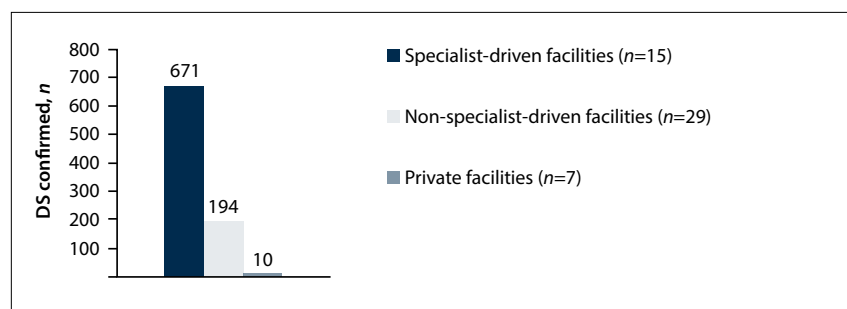 DS confirmed, n
800
700
600
500
400
300
200
100
671
194
10
Specialist-driven facilities (n=15)
Non-specialist-driven facilities (n=29)
Private facilities (n=7)